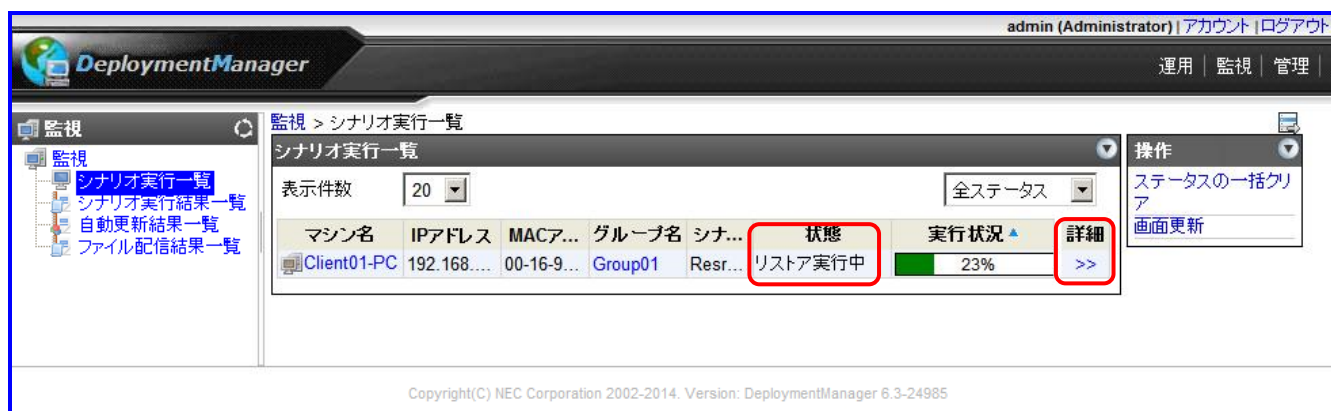 admin (Administrator) | アカウント | ログアウト
DeploymentManager
運用 | 監視 | 管理 |
監視
監視
シナリオ実行一覧
シナリオ実行結果一覧
自動更新結果一覧
ファイル配信結果一覧
監視 > シナリオ実行一覧
シナリオ実行一覧
表示件数 20 全ステータス
マシン名 IPアドレス MACア... グループ名 シナ... 状態 実行状況 詳細
Client01-PC 192.168.... 00-16-9... Group01 Resr... リストア実行中 23% >>
操作
ステータスの一括クリ
ア
画面更新
Copyright(C) NEC Corporation 2002-2014. Version: DeploymentManager 6.3-24985